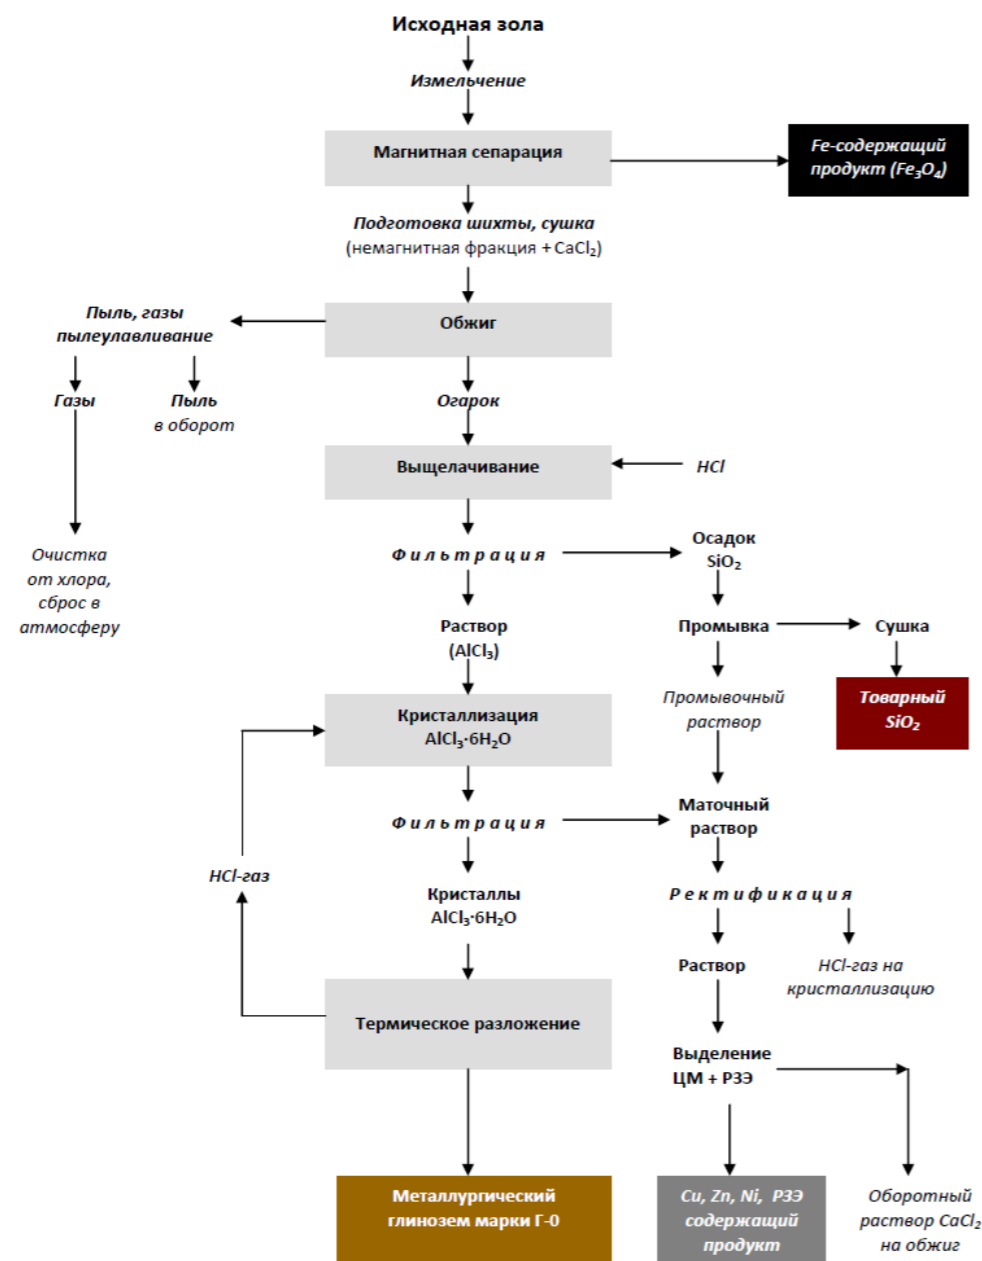 Исходная зола
Измельчение
Магнитная сепарация
Fe-содержащий
продукт (Fe₃O₄)
Подготовка шихты, сушка
(немагнитная фракция + CaCl₂)
Обжиг
Пыль, газы
пылеулавливание
Газы
Пыль
в оборот
Огарок
Выщелачивание
HCl
Очистка
от хлора,
сброс в
атмосферу
Фильтрация
Осадок
SiO₂
Раствор
(AlCl₃)
Промывка
Сушка
Промывочный
раствор
Товарный
SiO₂
Кристаллизация
AlCl₃·6H₂O
Фильтрация
Маточный
раствор
HCl-газ
Кристаллы
AlCl₃·6H₂O
Ректификация
Раствор
HCl-газ на
кристаллизацию
Термическое разложение
Выделение
ЦМ + РЗЭ
Металлургический
глинозем марки Г-0
Cu, Zn, Ni, РЗЭ
содержащий
продукт
Оборотный
раствор CaCl₂
на обжиг